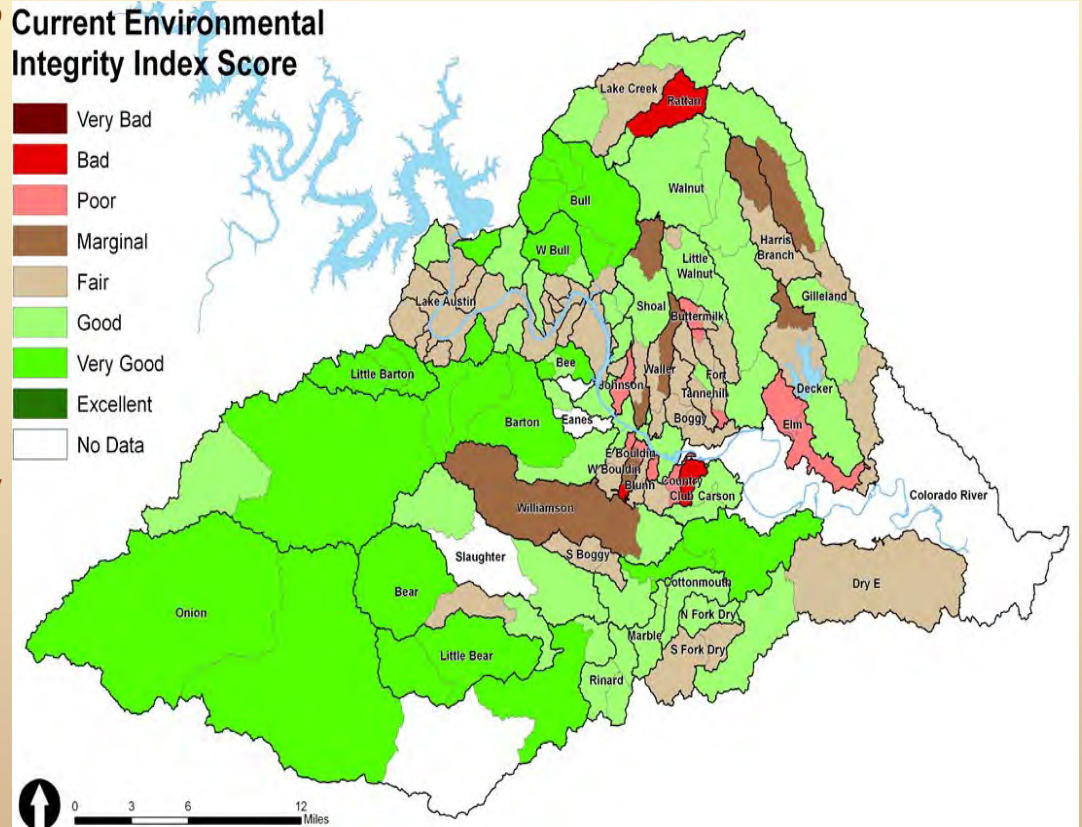 Current Environmental
Integrity Index Score
Very Bad
Bad
Poor
Marginal
Fair
Good
Very Good
Excellent
No Data
Lake Creek
Rattan
Walnut
Bull
W Bull
Harris
Branch
Little
Walnut
Lake Austin
Gilleland
Shoal
Buttermilk
Bee
Little Barton
Johnson
Waller
Fort
Tannehill
Decker
Barton
Eanes
Boggy
Elm
E Bouldin
W Bouldin
Blunn
Country
Club
Carson
Colorado River
Williamson
Slaughter
S Boggy
Cottonmouth
Dry E
Bear
Onion
N Fork Dry
Marble
S Fork Dry
Little Bear
Rinard
0 3 6 12
Miles